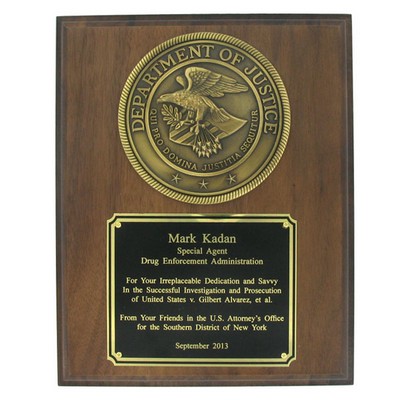 DEPARTMENT OF JUSTICE
QUI PRO DOMINA JUSTITIA SEQUITUR
Mark Kadan
Special Agent
Drug Enforcement Administration
For Your Irreplaceable Dedication and Savvy
In the Successful Investigation and Prosecution
of United States v. Gilbert Alvarez, et al.
From Your Friends in the U.S. Attorney's Office
for the Southern District of New York
September 2013